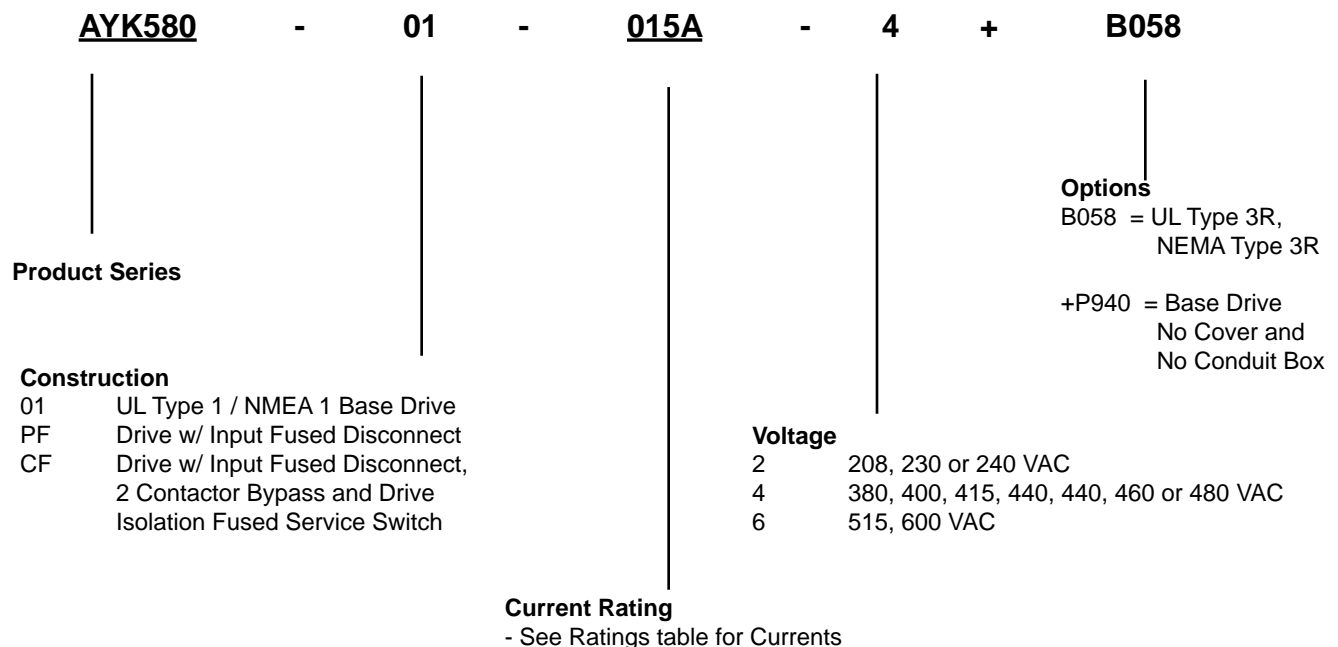 AYK580 - 01 - 015A - 4 + B058
Options
B058 = UL Type 3R,
NEMA Type 3R
+P940 = Base Drive
No Cover and
No Conduit Box
Product Series
Construction
01 UL Type 1 / NMEA 1 Base Drive
PF Drive w/ Input Fused Disconnect
CF Drive w/ Input Fused Disconnect,
2 Contactor Bypass and Drive
Isolation Fused Service Switch
Voltage
2 208, 230 or 240 VAC
4 380, 400, 415, 440, 440, 460 or 480 VAC
6 515, 600 VAC
Current Rating
- See Ratings table for Currents